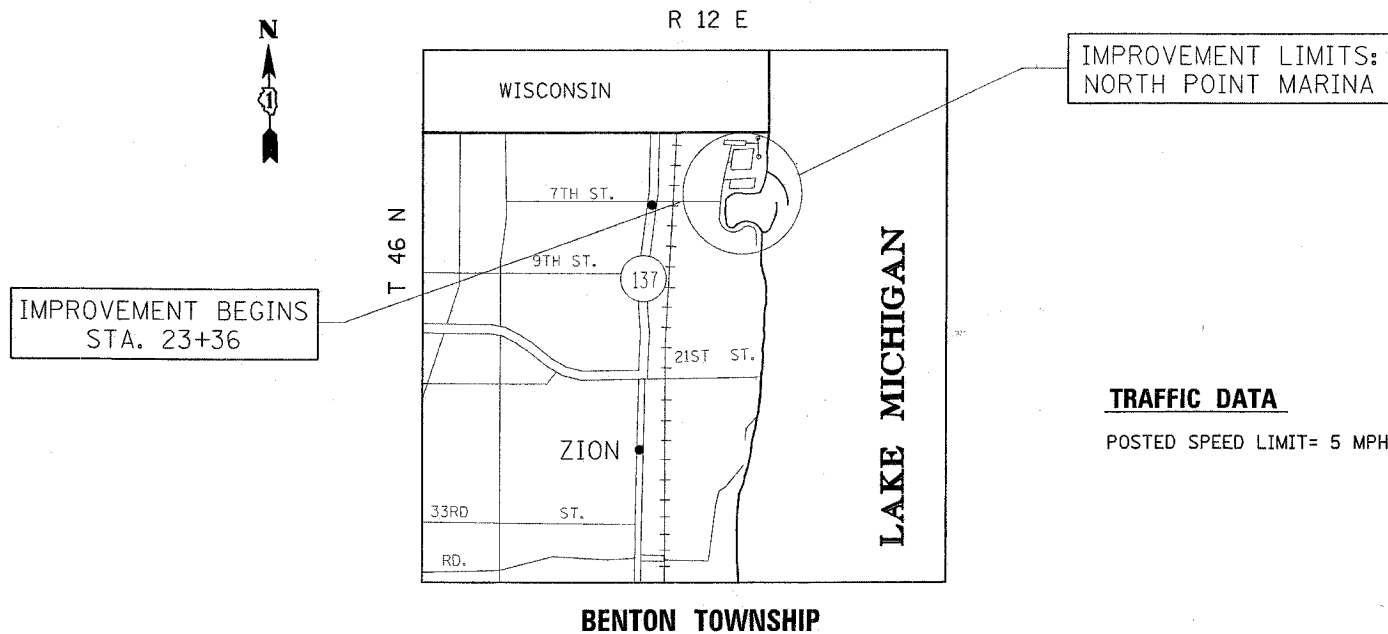 R 12 E
N
1
IMPROVEMENT LIMITS:
NORTH POINT MARINA
WISCONSIN
7TH ST.
T 46 N
9TH ST.
137
IMPROVEMENT BEGINS
STA. 23+36
21ST ST.
LAKE MICHIGAN
TRAFFIC DATA
POSTED SPEED LIMIT= 5 MPH
ZION
33RD ST.
RD.
BENTON TOWNSHIP